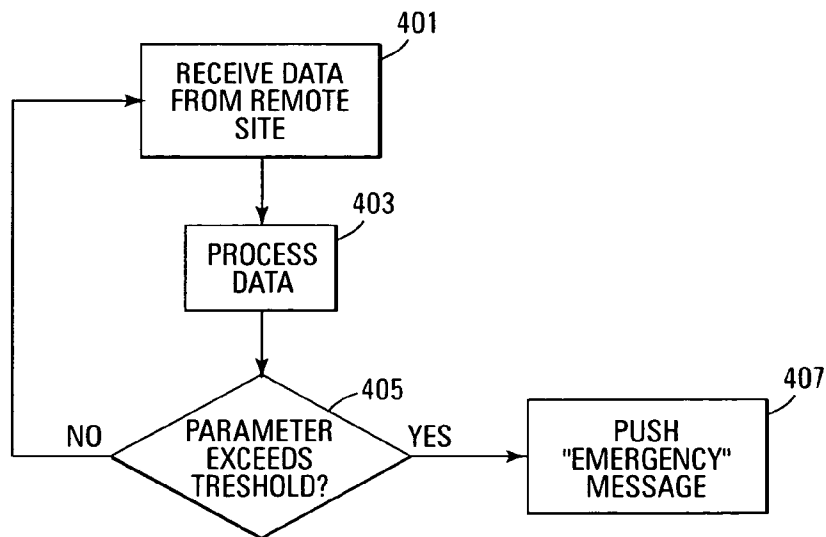 401
RECEIVE DATA
FROM REMOTE
SITE
403
PROCESS
DATA
405
PARAMETER
EXCEEDS
TRESHOLD?
NO
YES
407
PUSH
"EMERGENCY"
MESSAGE